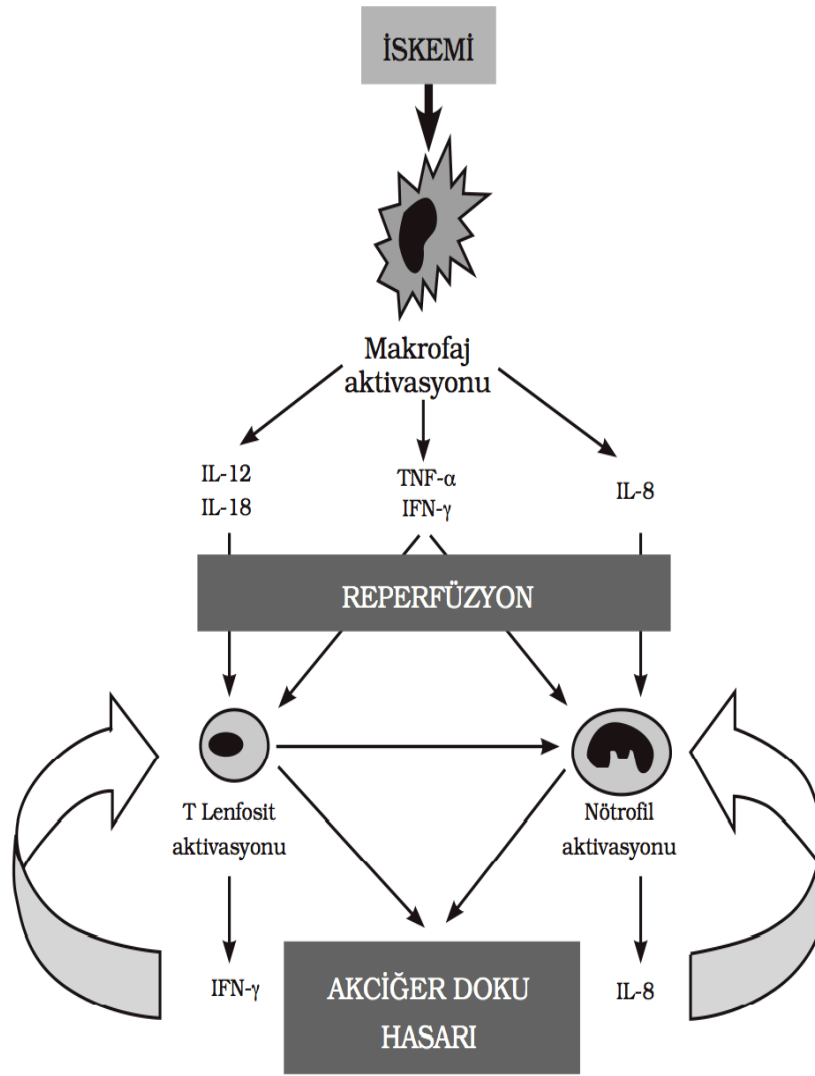 İSKEMİ
Makrofaj
aktivasyonu
IL-12
IL-18
TNF-α
IFN-γ
IL-8
REPERFÜZYON
T Lenfosit
aktivasyonu
Nötrofil
aktivasyonu
IFN-γ
AKCİĞER DOKU
HASARI
IL-8